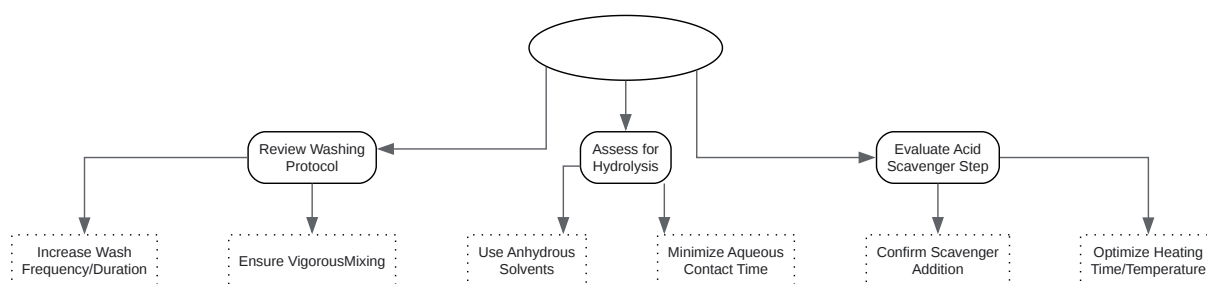 Review Washing
Protocol
Assess for
Hydrolysis
Evaluate Acid
Scavenger Step
Increase Wash
Frequency/Duration
Ensure VigorousMixing
Use Anhydrous
Solvents
Minimize Aqueous
Contact Time
Confirm Scavenger
Addition
Optimize Heating
Time/Temperature